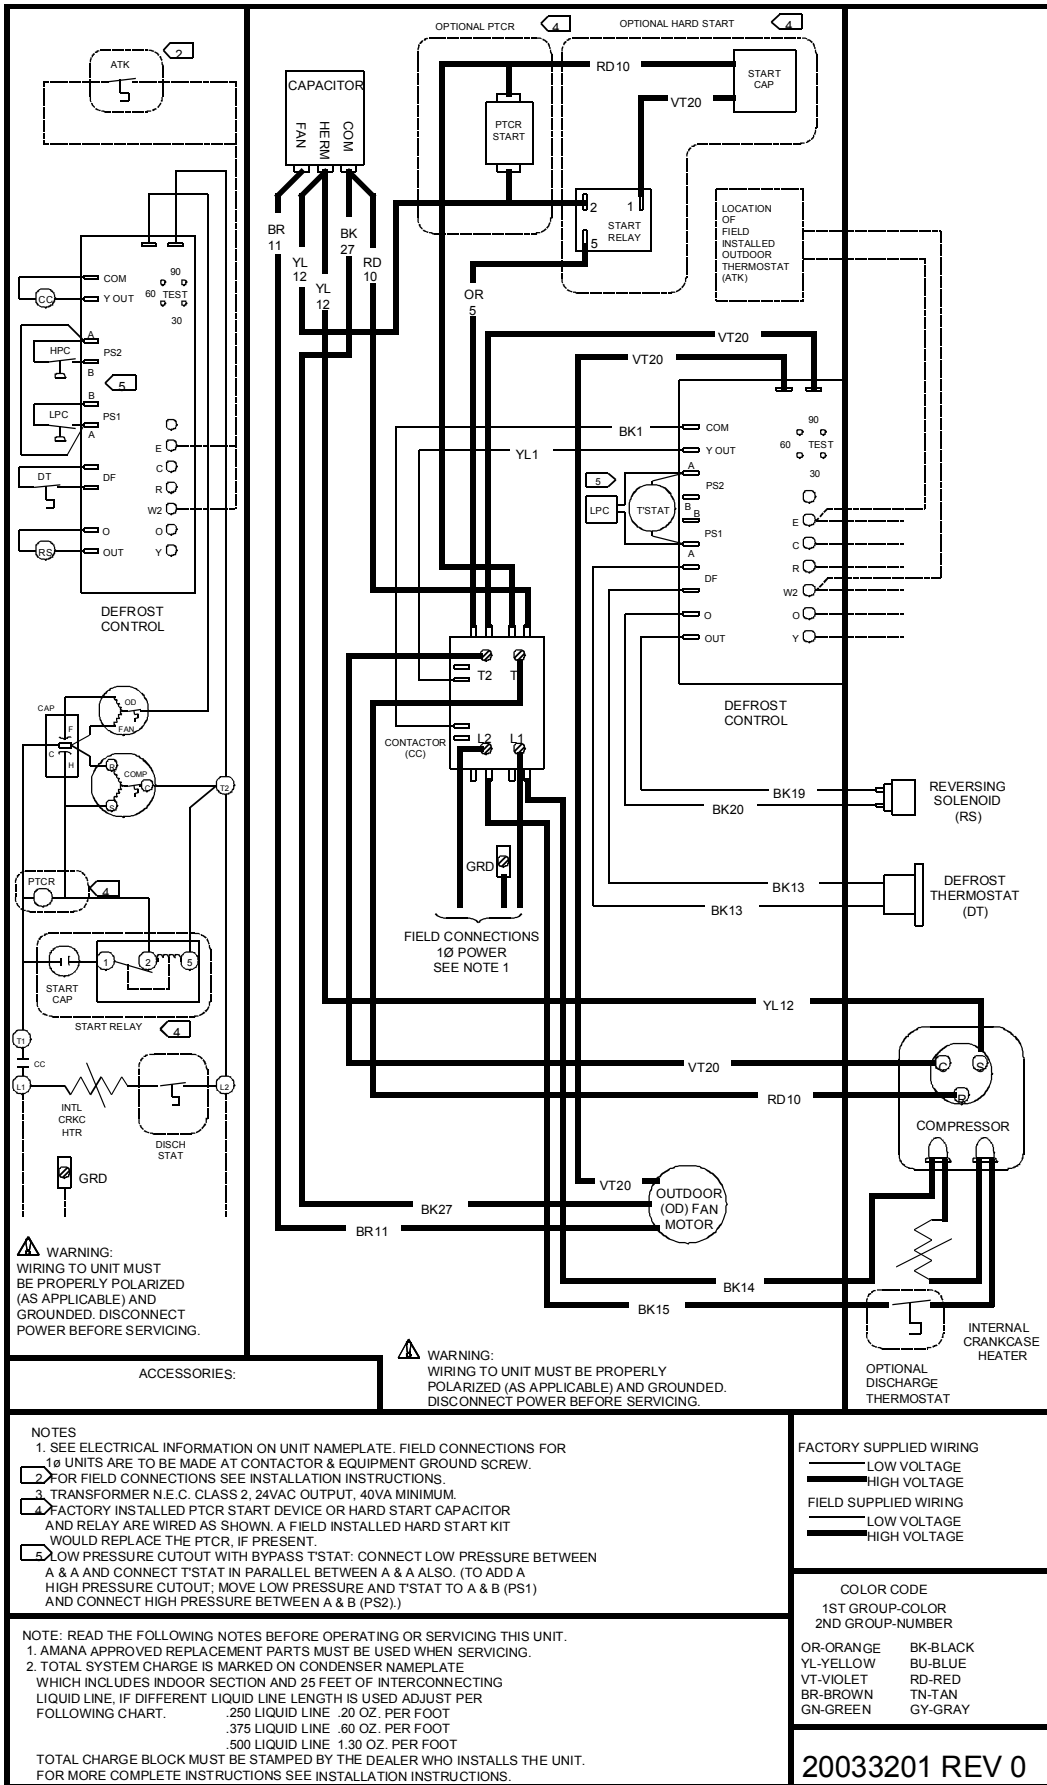 ATK
2
COM
Y OUT
CC
90
60 TEST
30
A
HPC
PS2
B
5
B
LPC
PS1
A
E
C
DT
DF
R
W2
O
O
RS
OUT
Y
DEFROST
CONTROL
CAP
OD
F
FAN
C
H
R
COMP
C
S
T2
PTCR
4
1
2
5
START
CAP
START RELAY
4
T1
CC
L1
L2
INTL
CRKC
HTR
DISCH
STAT
GRD
WARNING:
WIRING TO UNIT MUST
BE PROPERLY POLARIZED
(AS APPLICABLE) AND
GROUNDED. DISCONNECT
POWER BEFORE SERVICING.
ACCESSORIES:
OPTIONAL PTCR
4
OPTIONAL HARD START
4
CAPACITOR
FAN
HERM
COM
RD10
START
CAP
VT20
PTCR
START
BR
11
YL
12
YL
12
BK
27
RD
10
2
1
START
RELAY
5
OR
5
LOCATION
OF
FIELD
INSTALLED
OUTDOOR
THERMOSTAT
(ATK)
VT20
VT20
BK1
COM
YL1
Y OUT
90
60 TEST
30
5
A
PS2
LPC
T'STAT
B
B
PS1
A
E
C
R
DF
W2
O
O
OUT
Y
DEFROST
CONTROL
T2
T
CONTACTOR
(CC)
L2
L1
GRD
FIELD CONNECTIONS
1Ø POWER
SEE NOTE 1
BK19
BK20
REVERSING
SOLENOID
(RS)
BK13
BK13
DEFROST
THERMOSTAT
(DT)
YL12
VT20
RD10
C
S
R
COMPRESSOR
VT20
OUTDOOR
(OD) FAN
MOTOR
BK27
BR11
BK14
BK15
INTERNAL
CRANKCASE
HEATER
OPTIONAL
DISCHARGE
THERMOSTAT
WARNING:
WIRING TO UNIT MUST BE PROPERLY
POLARIZED (AS APPLICABLE) AND GROUNDED.
DISCONNECT POWER BEFORE SERVICING.
NOTES
1. SEE ELECTRICAL INFORMATION ON UNIT NAMEPLATE. FIELD CONNECTIONS FOR
1ø UNITS ARE TO BE MADE AT CONTACTOR & EQUIPMENT GROUND SCREW.
2 FOR FIELD CONNECTIONS SEE INSTALLATION INSTRUCTIONS.
3. TRANSFORMER N.E.C. CLASS 2, 24VAC OUTPUT, 40VA MINIMUM.
4 FACTORY INSTALLED PTCR START DEVICE OR HARD START CAPACITOR
AND RELAY ARE WIRED AS SHOWN. A FIELD INSTALLED HARD START KIT
WOULD REPLACE THE PTCR, IF PRESENT.
5 LOW PRESSURE CUTOUT WITH BYPASS T'STAT: CONNECT LOW PRESSURE BETWEEN
A & A AND CONNECT T'STAT IN PARALLEL BETWEEN A & A ALSO. (TO ADD A
HIGH PRESSURE CUTOUT; MOVE LOW PRESSURE AND T'STAT TO A & B (PS1)
AND CONNECT HIGH PRESSURE BETWEEN A & B (PS2).)
NOTE: READ THE FOLLOWING NOTES BEFORE OPERATING OR SERVICING THIS UNIT.
1. AMANA APPROVED REPLACEMENT PARTS MUST BE USED WHEN SERVICING.
2. TOTAL SYSTEM CHARGE IS MARKED ON CONDENSER NAMEPLATE
WHICH INCLUDES INDOOR SECTION AND 25 FEET OF INTERCONNECTING
LIQUID LINE, IF DIFFERENT LIQUID LINE LENGTH IS USED ADJUST PER
FOLLOWING CHART. .250 LIQUID LINE .20 OZ. PER FOOT
.375 LIQUID LINE .60 OZ. PER FOOT
.500 LIQUID LINE 1.30 OZ. PER FOOT
TOTAL CHARGE BLOCK MUST BE STAMPED BY THE DEALER WHO INSTALLS THE UNIT.
FOR MORE COMPLETE INSTRUCTIONS SEE INSTALLATION INSTRUCTIONS.
FACTORY SUPPLIED WIRING
LOW VOLTAGE
HIGH VOLTAGE
FIELD SUPPLIED WIRING
LOW VOLTAGE
HIGH VOLTAGE
COLOR CODE
1ST GROUP-COLOR
2ND GROUP-NUMBER
OR-ORANGE BK-BLACK
YL-YELLOW BU-BLUE
VT-VIOLET RD-RED
BR-BROWN TN-TAN
GN-GREEN GY-GRAY
20033201 REV 0